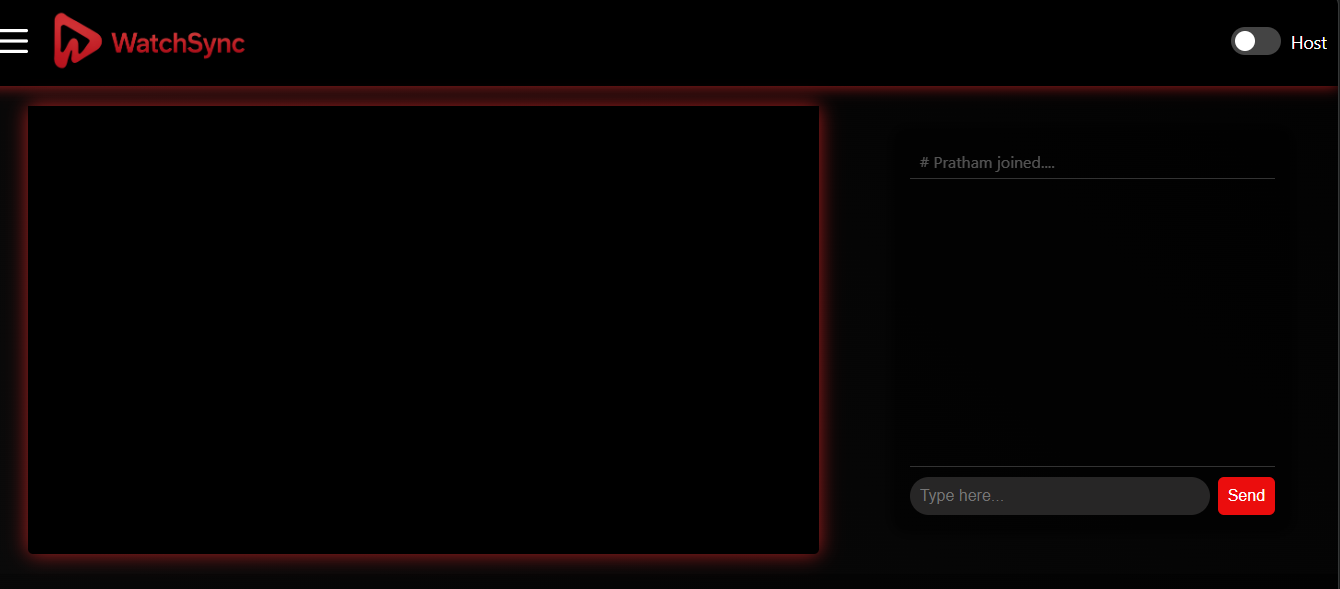 WatchSync
Host
# Pratham joined....
Type here...
Send